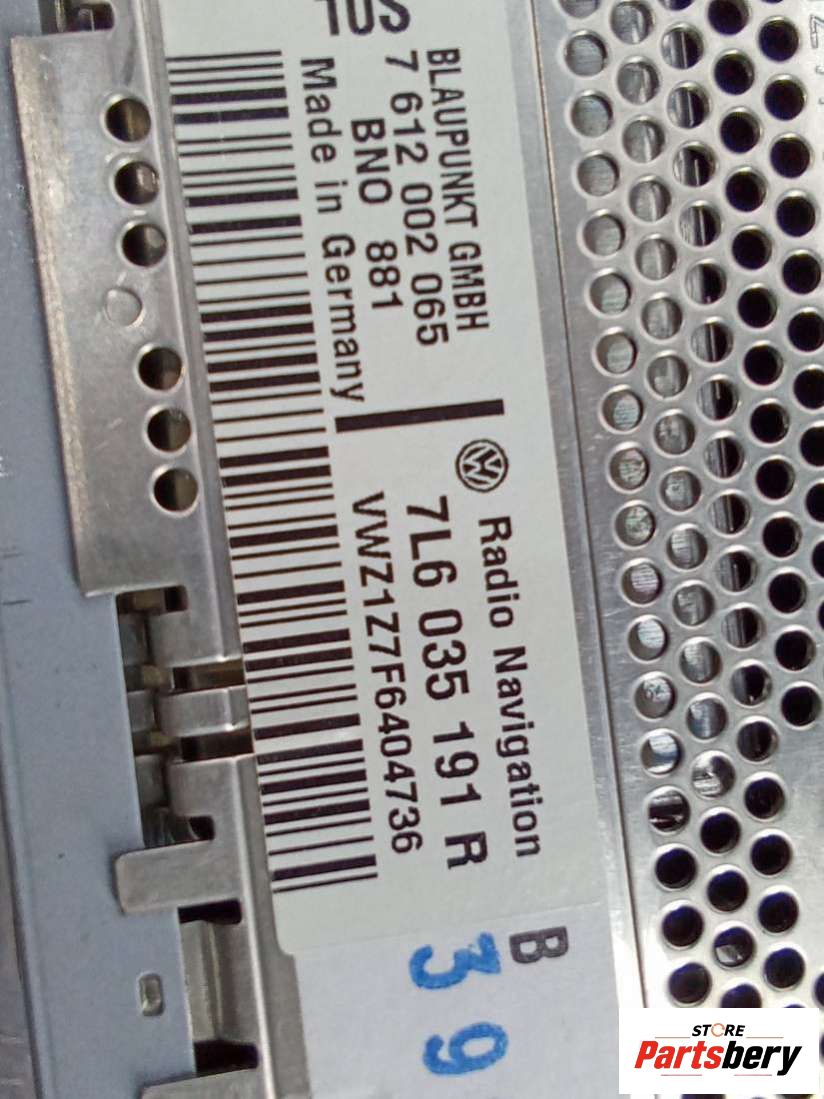 BLAUPUNKT GMBH
7 612 002 065
BNO 881
Made in Germany
Radio Navigation
7L6 035 191 R
VWZ1Z7F6404736
B
39
STORE
Partsbery